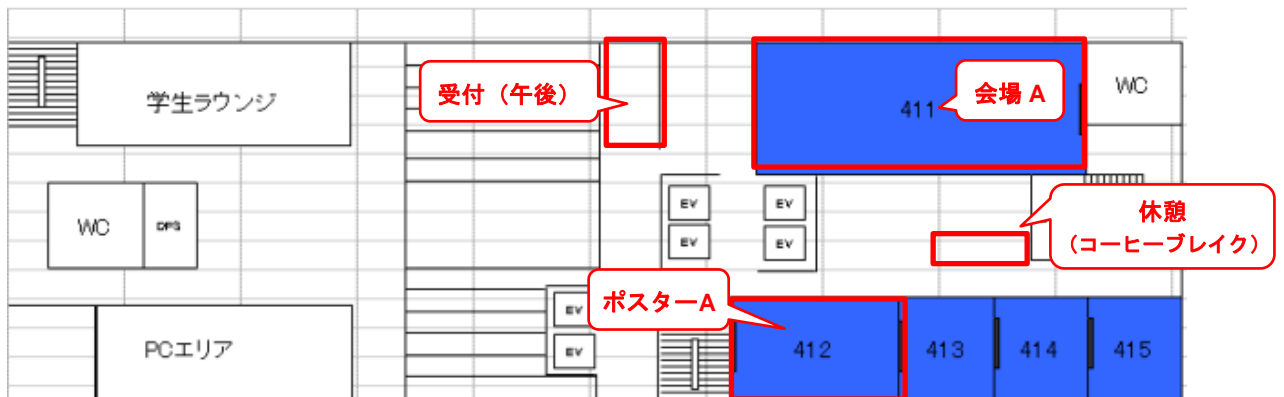 学生ラウンジ
受付（午後）
411
会場 A
WC
WC
DPS
EV
EV
EV
EV
休憩
（コーヒーブレイク）
EV
EV
ポスターA
PCエリア
412
413
414
415